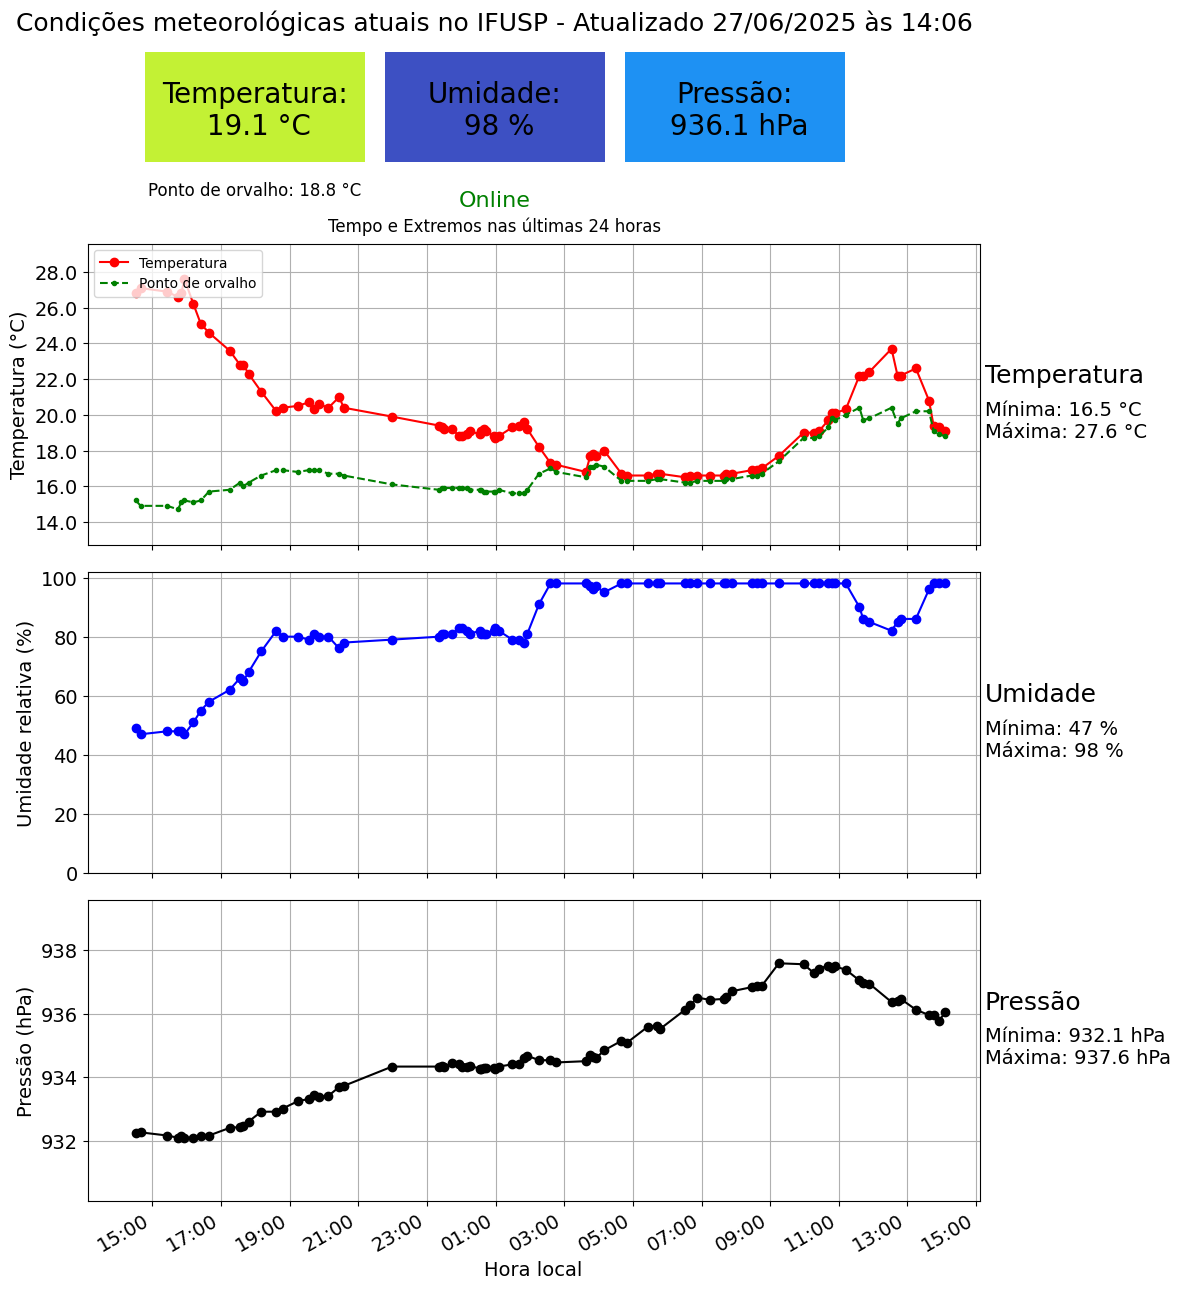 Condições meteorológicas atuais no IFUSP - Atualizado 27/06/2025 às 14:06
Temperatura:
19.1 °C
Umidade:
98 %
Pressão:
936.1 hPa
Ponto de orvalho: 18.8 °C
Online
Tempo e Extremos nas últimas 24 horas
Temperatura
Ponto de orvalho
Temperatura (°C)
28.0
26.0
24.0
22.0
20.0
18.0
16.0
14.0
Temperatura
Mínima: 16.5 °C
Máxima: 27.6 °C
Umidade relativa (%)
100
80
60
40
20
0
Umidade
Mínima: 47 %
Máxima: 98 %
Pressão (hPa)
938
936
934
932
Pressão
Mínima: 932.1 hPa
Máxima: 937.6 hPa
15:00 17:00 19:00 21:00 23:00 01:00 03:00 05:00 07:00 09:00 11:00 13:00 15:00
Hora local